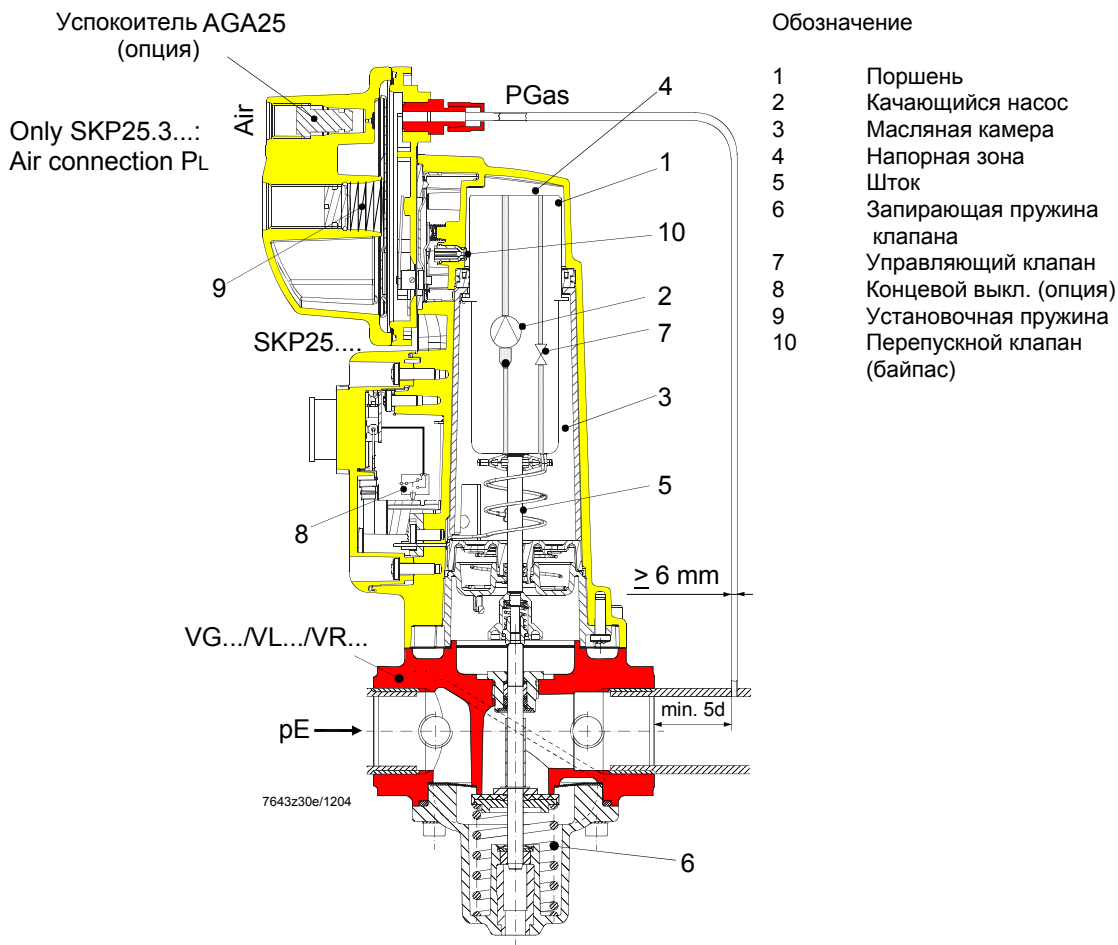 Успокоитель AGA25
(опция)
Only SKP25.3...:
Air connection PL
Air
PGas
4
1
10
9
2
7
SKP25....
3
8
5
≥ 6 mm
VG.../VL.../VR...
min. 5d
pE
7643z30e/1204
6
Обозначение
1 Поршень
2 Качающийся насос
3 Масляная камера
4 Напорная зона
5 Шток
6 Запирающая пружина
клапана
7 Управляющий клапан
8 Концевой выкл. (опция)
9 Установочная пружина
10 Перепускной клапан
(байпас)